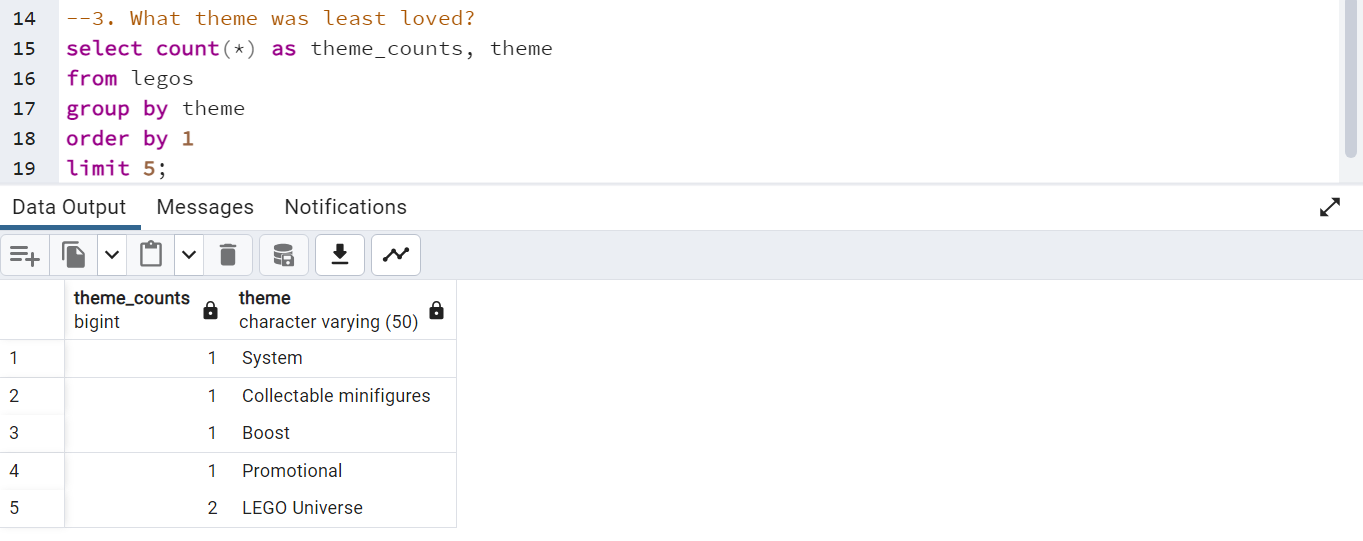 14 --3. What theme was least loved?
15 select count(*) as theme_counts, theme
16 from legos
17 group by theme
18 order by 1
19 limit 5;
Data Output Messages Notifications
theme_counts theme
bigint character varying (50)
1 1 System
2 1 Collectable minifigures
3 1 Boost
4 1 Promotional
5 2 LEGO Universe